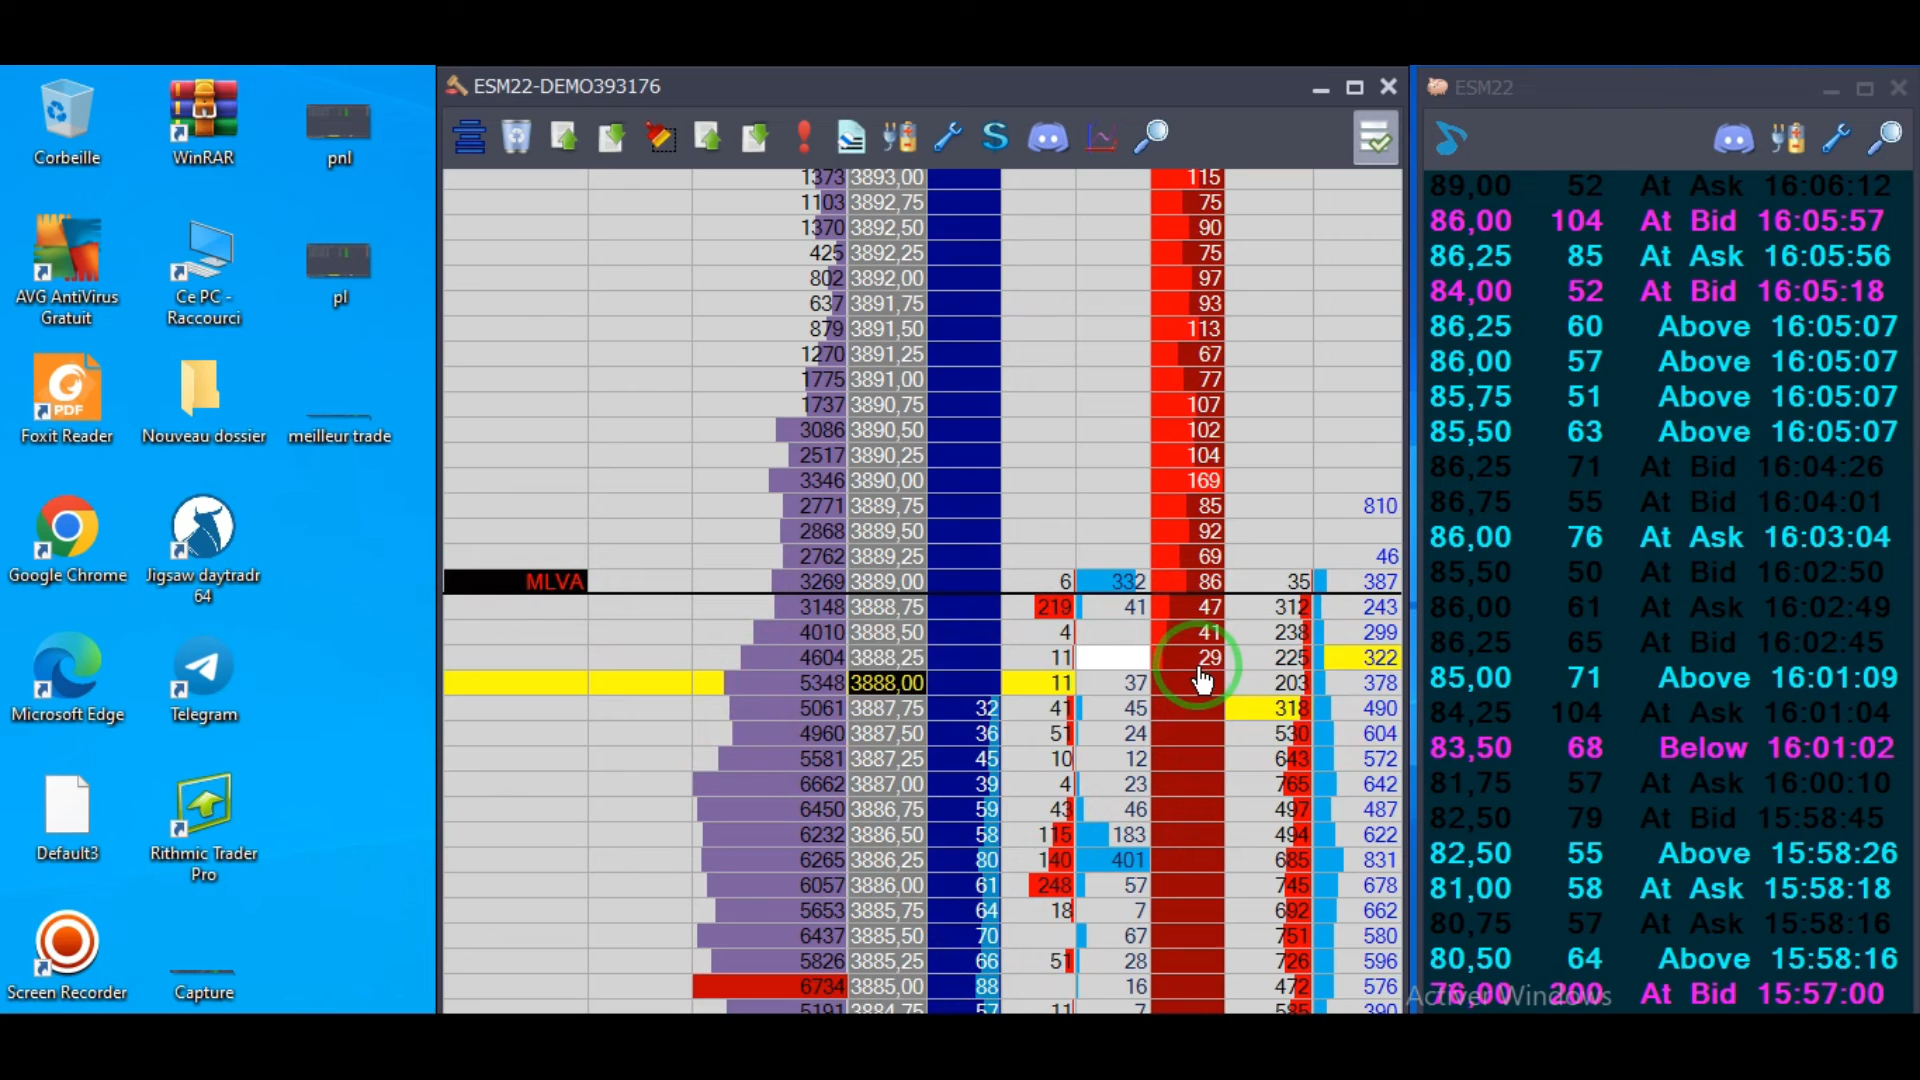 Corbeille
WinRAR
pnl
AVG AntiVirus
Gratuit
Ce PC -
Raccourci
pl
PDF
Foxit Reader
Nouveau dossier
meilleur trade
Google Chrome
Jigsaw daytradr
64
Microsoft Edge
Telegram
Default3
Rithmic Trader
Pro
Screen Recorder
Capture
ESM22-DEMO393176
1373 3893,00 115
1103 3892,75 75
1370 3892,50 90
425 3892,25 75
802 3892,00 97
637 3891,75 93
879 3891,50 113
1270 3891,25 67
1775 3891,00 77
1737 3890,75 107
3086 3890,50 102
2517 3890,25 104
3346 3890,00 169
2771 3889,75 85 810
2868 3889,50 92
2762 3889,25 69 46
MLVA 3269 3889,00 6 332 86 35 387
3148 3888,75 219 41 47 312 243
4010 3888,50 4 41 238 299
4604 3888,25 11 29 225 322
5348 3888,00 11 37 203 378
5061 3887,75 32 41 45 318 490
4960 3887,50 36 51 24 530 604
5581 3887,25 45 10 12 643 572
6662 3887,00 39 4 23 765 642
6450 3886,75 59 43 46 497 487
6232 3886,50 58 115 183 494 622
6265 3886,25 80 140 401 685 831
6057 3886,00 61 248 57 745 678
5653 3885,75 64 18 7 692 662
6437 3885,50 70 67 751 580
5826 3885,25 66 51 28 726 596
6734 3885,00 88 16 472 576
5191 3884,75 57 11 7 585 390
ESM22
89,00 52 At Ask 16:06:12
86,00 104 At Bid 16:05:57
86,25 85 At Ask 16:05:56
84,00 52 At Bid 16:05:18
86,25 60 Above 16:05:07
86,00 57 Above 16:05:07
85,75 51 Above 16:05:07
85,50 63 Above 16:05:07
86,25 71 At Bid 16:04:26
86,75 55 At Bid 16:04:01
86,00 76 At Ask 16:03:04
85,50 50 At Bid 16:02:50
86,00 61 At Ask 16:02:49
86,25 65 At Bid 16:02:45
85,00 71 Above 16:01:09
84,25 104 At Bid 16:01:04
83,50 68 Below 16:01:02
81,75 57 At Ask 16:00:10
82,50 79 At Bid 15:58:45
82,50 55 Above 15:58:26
81,00 58 At Ask 15:58:18
80,75 57 At Ask 15:58:16
80,50 64 Above 15:58:16
76,00 200 At Bid 15:57:00
Activer Windows